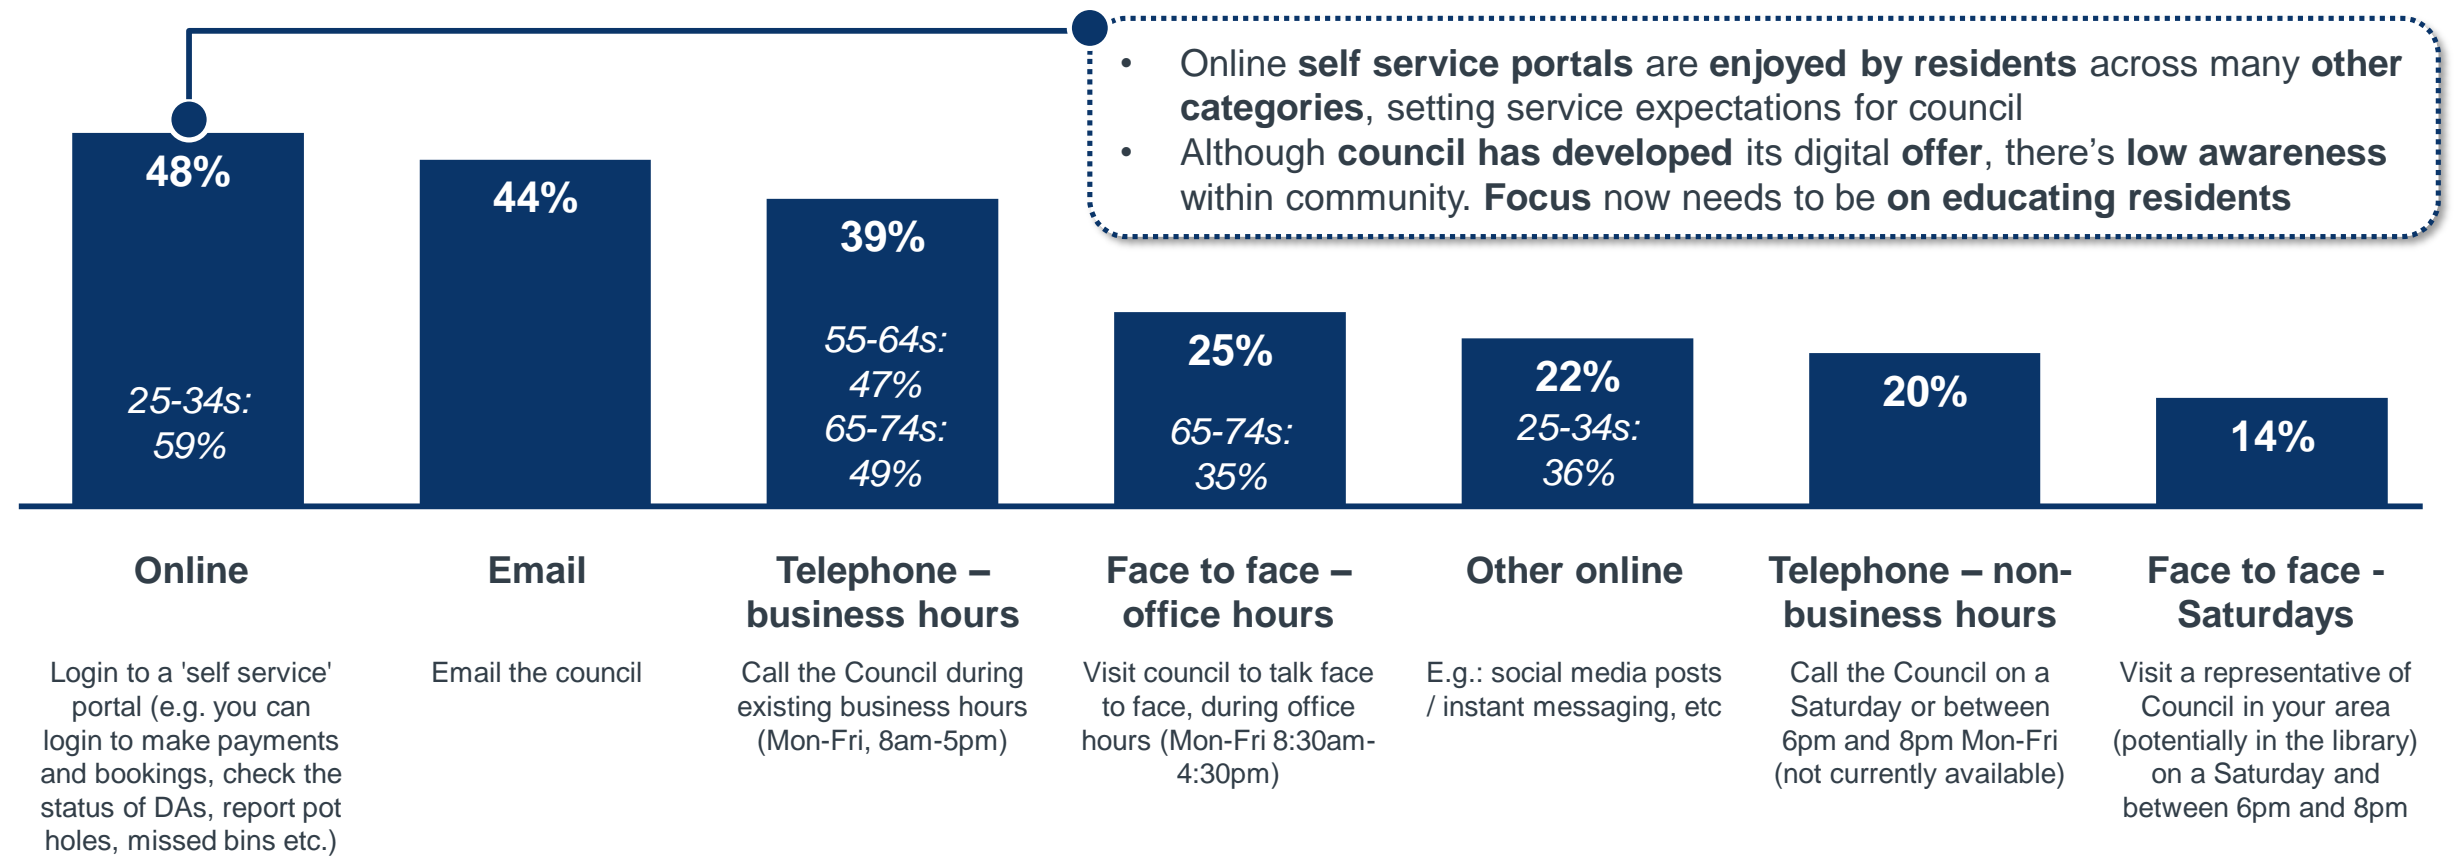 • Online self service portals are enjoyed by residents across many other
categories, setting service expectations for council
• Although council has developed its digital offer, there’s low awareness
within community. Focus now needs to be on educating residents
48%
25-34s:
59%
44%
39%
55-64s:
47%
65-74s:
49%
25%
65-74s:
35%
22%
25-34s:
36%
20%
14%
Online
Login to a 'self service'
portal (e.g. you can
login to make payments
and bookings, check the
status of DAs, report pot
holes, missed bins etc.)
Email
Email the council
Telephone –
business hours
Call the Council during
existing business hours
(Mon-Fri, 8am-5pm)
Face to face –
office hours
Visit council to talk face
to face, during office
hours (Mon-Fri 8:30am-
4:30pm)
Other online
E.g.: social media posts
/ instant messaging, etc
Telephone – non-
business hours
Call the Council on a
Saturday or between
6pm and 8pm Mon-Fri
(not currently available)
Face to face -
Saturdays
Visit a representative of
Council in your area
(potentially in the library)
on a Saturday and
between 6pm and 8pm